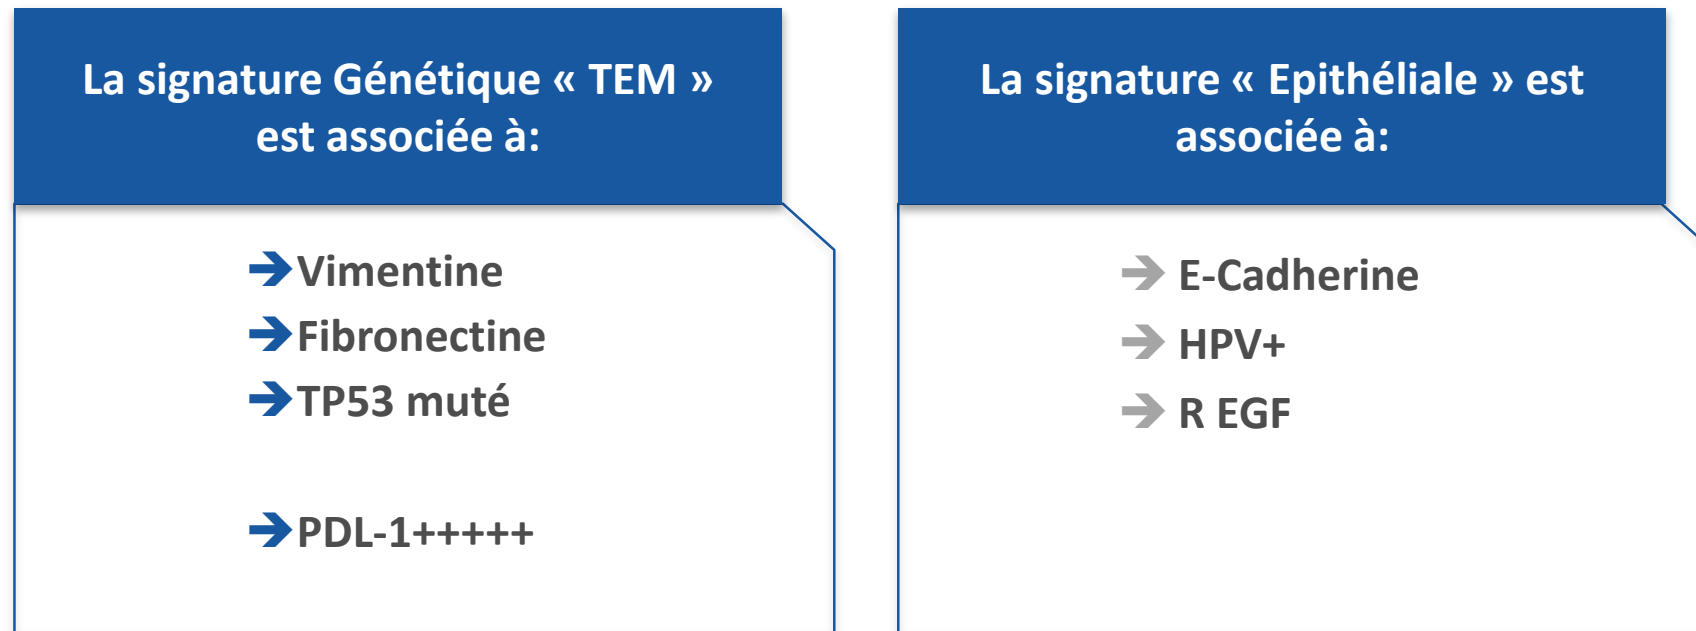 La signature Génétique « TEM »
est associée à:
➔Vimentine
➔Fibronectine
➔TP53 muté
➔PDL-1+++++
La signature « Epithéliale » est
associée à:
➔ E-Cadherine
➔ HPV+
➔ R EGF